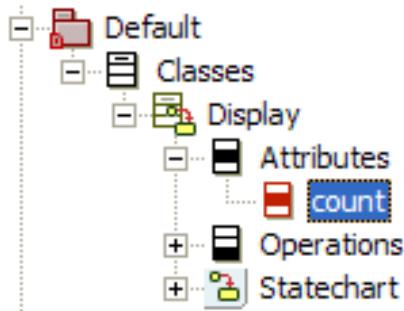 Default
Classes
Display
Attributes
count
Operations
Statechart